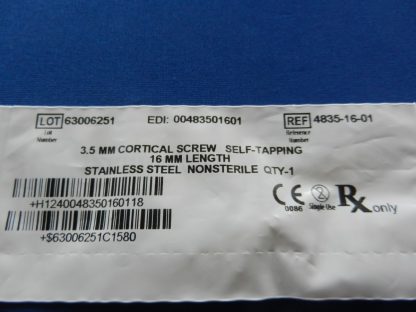 LOT 63006251 EDI: 00483501601 REF 4835-16-01
Lot Number Reference Number
3.5 MM CORTICAL SCREW SELF-TAPPING
16 MM LENGTH
STAINLESS STEEL NONSTERILE QTY-1
+H1240048350160118
CE 0086 2 Single Use Rx only
+$63006251C1580